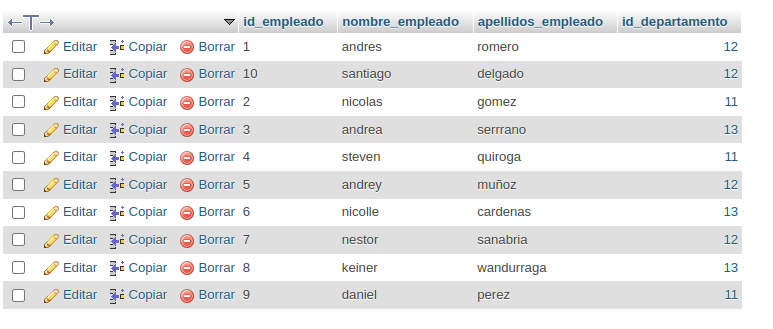 id_empleado nombre_empleado apellidos_empleado id_departamento
Editar Copiar Borrar 1 andres romero 12
Editar Copiar Borrar 10 santiago delgado 12
Editar Copiar Borrar 2 nicolas gomez 11
Editar Copiar Borrar 3 andrea serrrano 13
Editar Copiar Borrar 4 steven quiroga 11
Editar Copiar Borrar 5 andrey muñoz 12
Editar Copiar Borrar 6 nicolle cardenas 13
Editar Copiar Borrar 7 nestor sanabria 12
Editar Copiar Borrar 8 keiner wandurraga 13
Editar Copiar Borrar 9 daniel perez 11